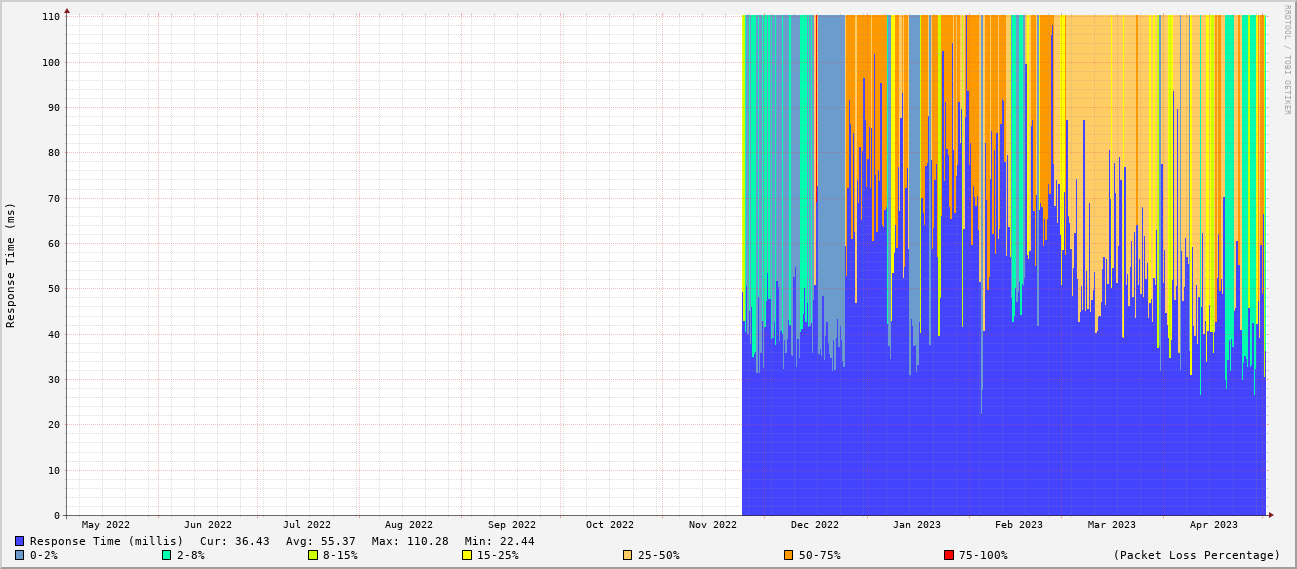 RRDTOOL / TOBI OETIKER
Response Time (ms)
110
100
90
80
70
60
50
40
30
20
10
0
May 2022 Jun 2022 Jul 2022 Aug 2022 Sep 2022 Oct 2022 Nov 2022 Dec 2022 Jan 2023 Feb 2023 Mar 2023 Apr 2023
Response Time (millis) Cur: 36.43 Avg: 55.37 Max: 110.28 Min: 22.44
0-2% 2-8% 8-15% 15-25% 25-50% 50-75% 75-100% (Packet Loss Percentage)